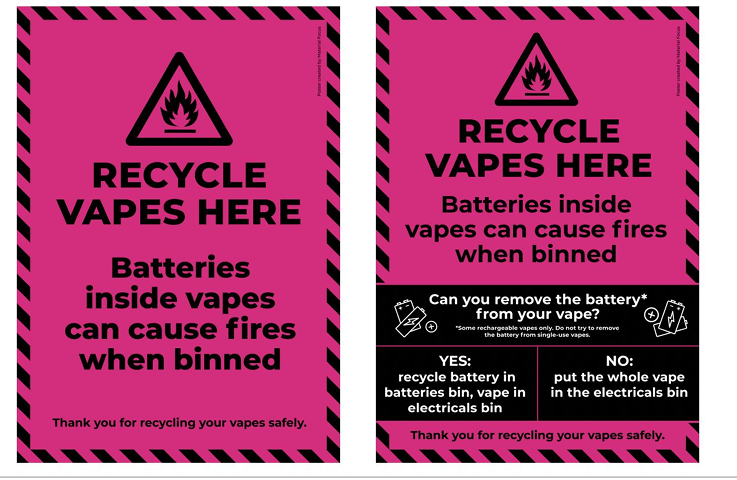 Poster created by Material Focus
RECYCLE
VAPES HERE
Batteries
inside vapes
can cause fires
when binned
Thank you for recycling your vapes safely.
Poster created by Material Focus
RECYCLE
VAPES HERE
Batteries inside
vapes can cause fires
when binned
Can you remove the battery*
from your vape?
*Some rechargeable vapes only. Do not try to remove
the battery from single-use vapes.
YES:
recycle battery in
batteries bin, vape in
electricals bin
NO:
put the whole vape
in the electricals bin
Thank you for recycling your vapes safely.